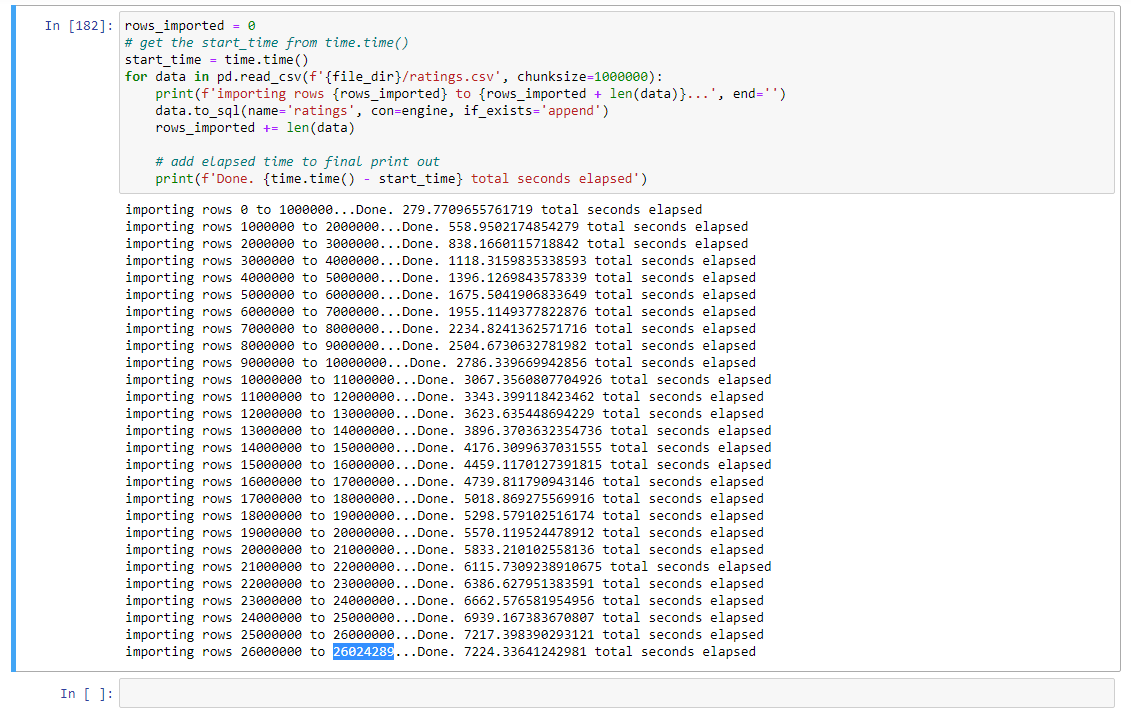 In [182]: rows_imported = 0
# get the start_time from time.time()
start_time = time.time()
for data in pd.read_csv(f'{file_dir}/ratings.csv', chunksize=1000000):
    print(f'importing rows {rows_imported} to {rows_imported + len(data)}...', end='')
    data.to_sql(name='ratings', con=engine, if_exists='append')
    rows_imported += len(data)

    # add elapsed time to final print out
    print(f'Done. {time.time() - start_time} total seconds elapsed')
importing rows 0 to 1000000...Done. 279.7709655761719 total seconds elapsed
importing rows 1000000 to 2000000...Done. 558.9502174854279 total seconds elapsed
importing rows 2000000 to 3000000...Done. 838.1660115718842 total seconds elapsed
importing rows 3000000 to 4000000...Done. 1118.3159835338593 total seconds elapsed
importing rows 4000000 to 5000000...Done. 1396.1269843578339 total seconds elapsed
importing rows 5000000 to 6000000...Done. 1675.5041906833649 total seconds elapsed
importing rows 6000000 to 7000000...Done. 1955.1149377822876 total seconds elapsed
importing rows 7000000 to 8000000...Done. 2234.8241362571716 total seconds elapsed
importing rows 8000000 to 9000000...Done. 2504.6730632781982 total seconds elapsed
importing rows 9000000 to 10000000...Done. 2786.339669942856 total seconds elapsed
importing rows 10000000 to 11000000...Done. 3067.3560807704926 total seconds elapsed
importing rows 11000000 to 12000000...Done. 3343.399118423462 total seconds elapsed
importing rows 12000000 to 13000000...Done. 3623.635448694229 total seconds elapsed
importing rows 13000000 to 14000000...Done. 3896.3703632354736 total seconds elapsed
importing rows 14000000 to 15000000...Done. 4176.3099637031555 total seconds elapsed
importing rows 15000000 to 16000000...Done. 4459.1170127391815 total seconds elapsed
importing rows 16000000 to 17000000...Done. 4739.811790943146 total seconds elapsed
importing rows 17000000 to 18000000...Done. 5018.869275569916 total seconds elapsed
importing rows 18000000 to 19000000...Done. 5298.579102516174 total seconds elapsed
importing rows 19000000 to 20000000...Done. 5570.119524478912 total seconds elapsed
importing rows 20000000 to 21000000...Done. 5833.210102558136 total seconds elapsed
importing rows 21000000 to 22000000...Done. 6115.7309238910675 total seconds elapsed
importing rows 22000000 to 23000000...Done. 6386.627951383591 total seconds elapsed
importing rows 23000000 to 24000000...Done. 6662.576581954956 total seconds elapsed
importing rows 24000000 to 25000000...Done. 6939.167383670807 total seconds elapsed
importing rows 25000000 to 26000000...Done. 7217.398390293121 total seconds elapsed
importing rows 26000000 to 26024289...Done. 7224.33641242981 total seconds elapsed
In [ ]: